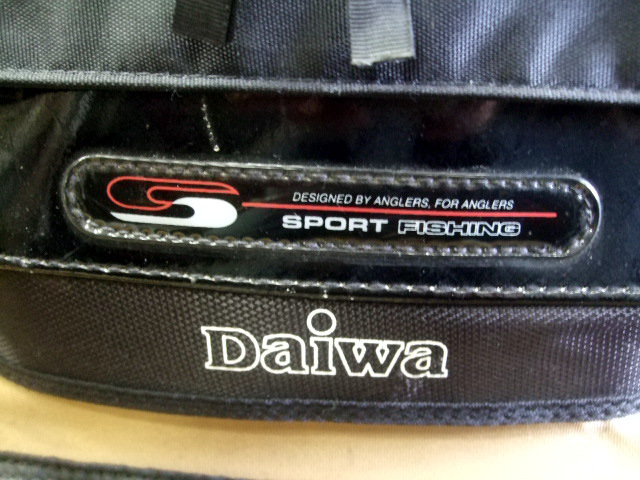 DESIGNED BY ANGLERS, FOR ANGLERS
SPORT FISHING
Daiwa